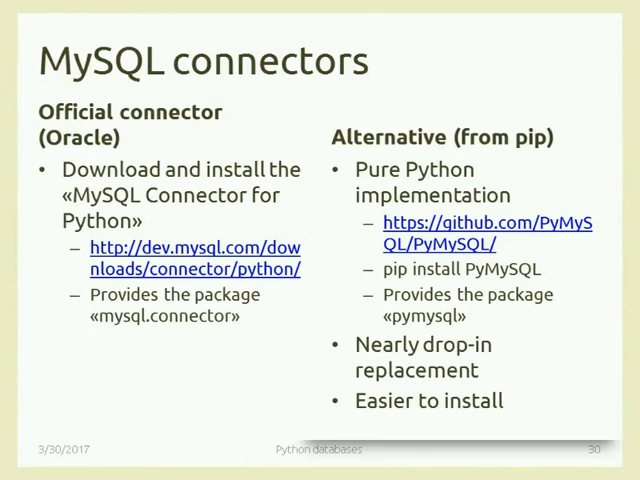 MySQL connectors
Official connector
(Oracle)
• Download and install the
«MySQL Connector for
Python»
– http://dev.mysql.com/dow
nloads/connector/python/
– Provides the package
«mysql.connector»
Alternative (from pip)
• Pure Python
implementation
– https://github.com/PyMyS
QL/PyMySQL/
– pip install PyMySQL
– Provides the package
«pymysql»
• Nearly drop-in
replacement
• Easier to install
3/30/2017
Python databases
30